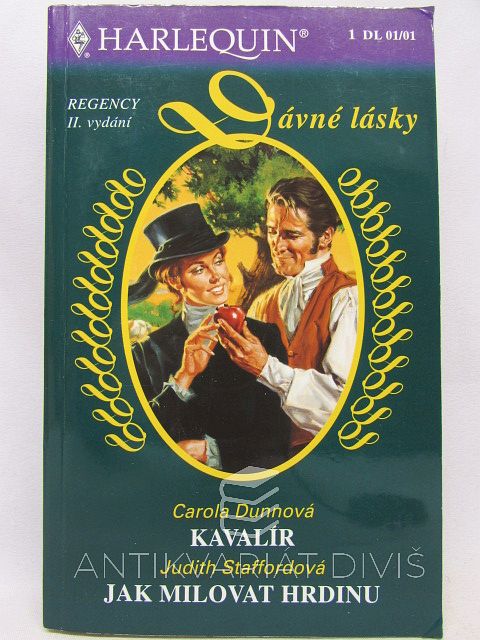 HARLEQUIN®
1 DL 01/01
REGENCY
II. vydání
Dávné lásky
Carola Dunnová
KAVALÍR
ANTIKVARIÁT DIVIŠ
Judith Staffordová
JAK MILOVAT HRDINU